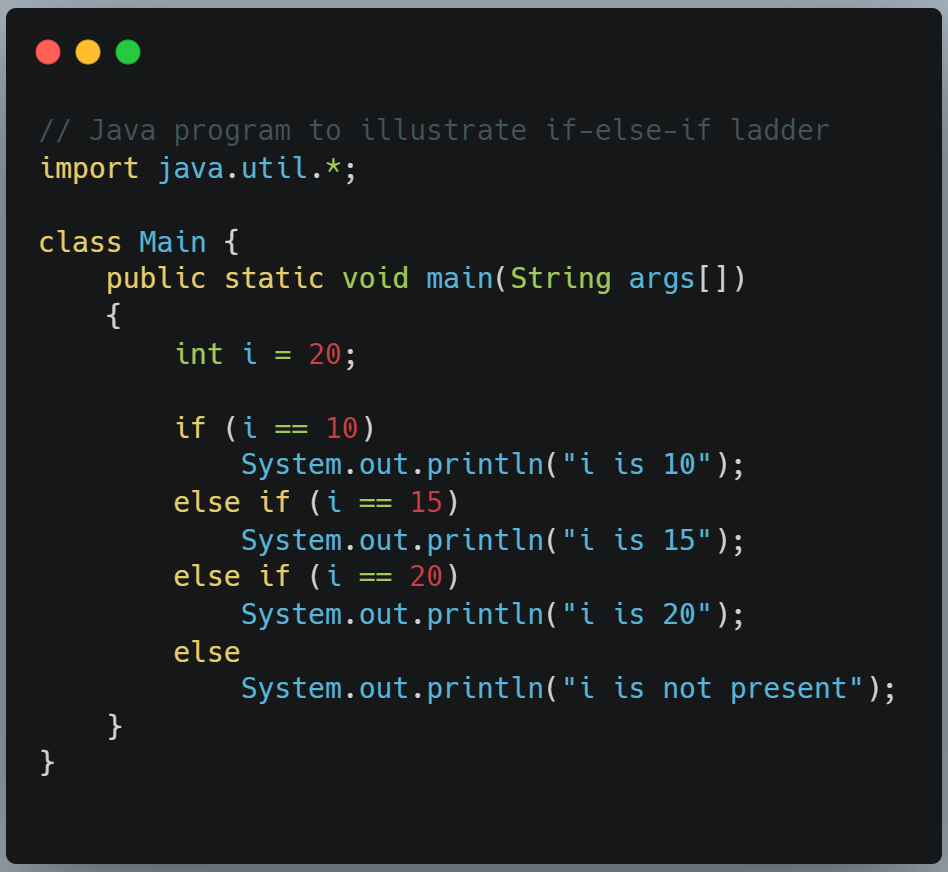 // Java program to illustrate if-else-if ladder
import java.util.*;

class Main {
    public static void main(String args[])
    {
        int i = 20;

        if (i == 10)
            System.out.println("i is 10");
        else if (i == 15)
            System.out.println("i is 15");
        else if (i == 20)
            System.out.println("i is 20");
        else
            System.out.println("i is not present");
    }
}